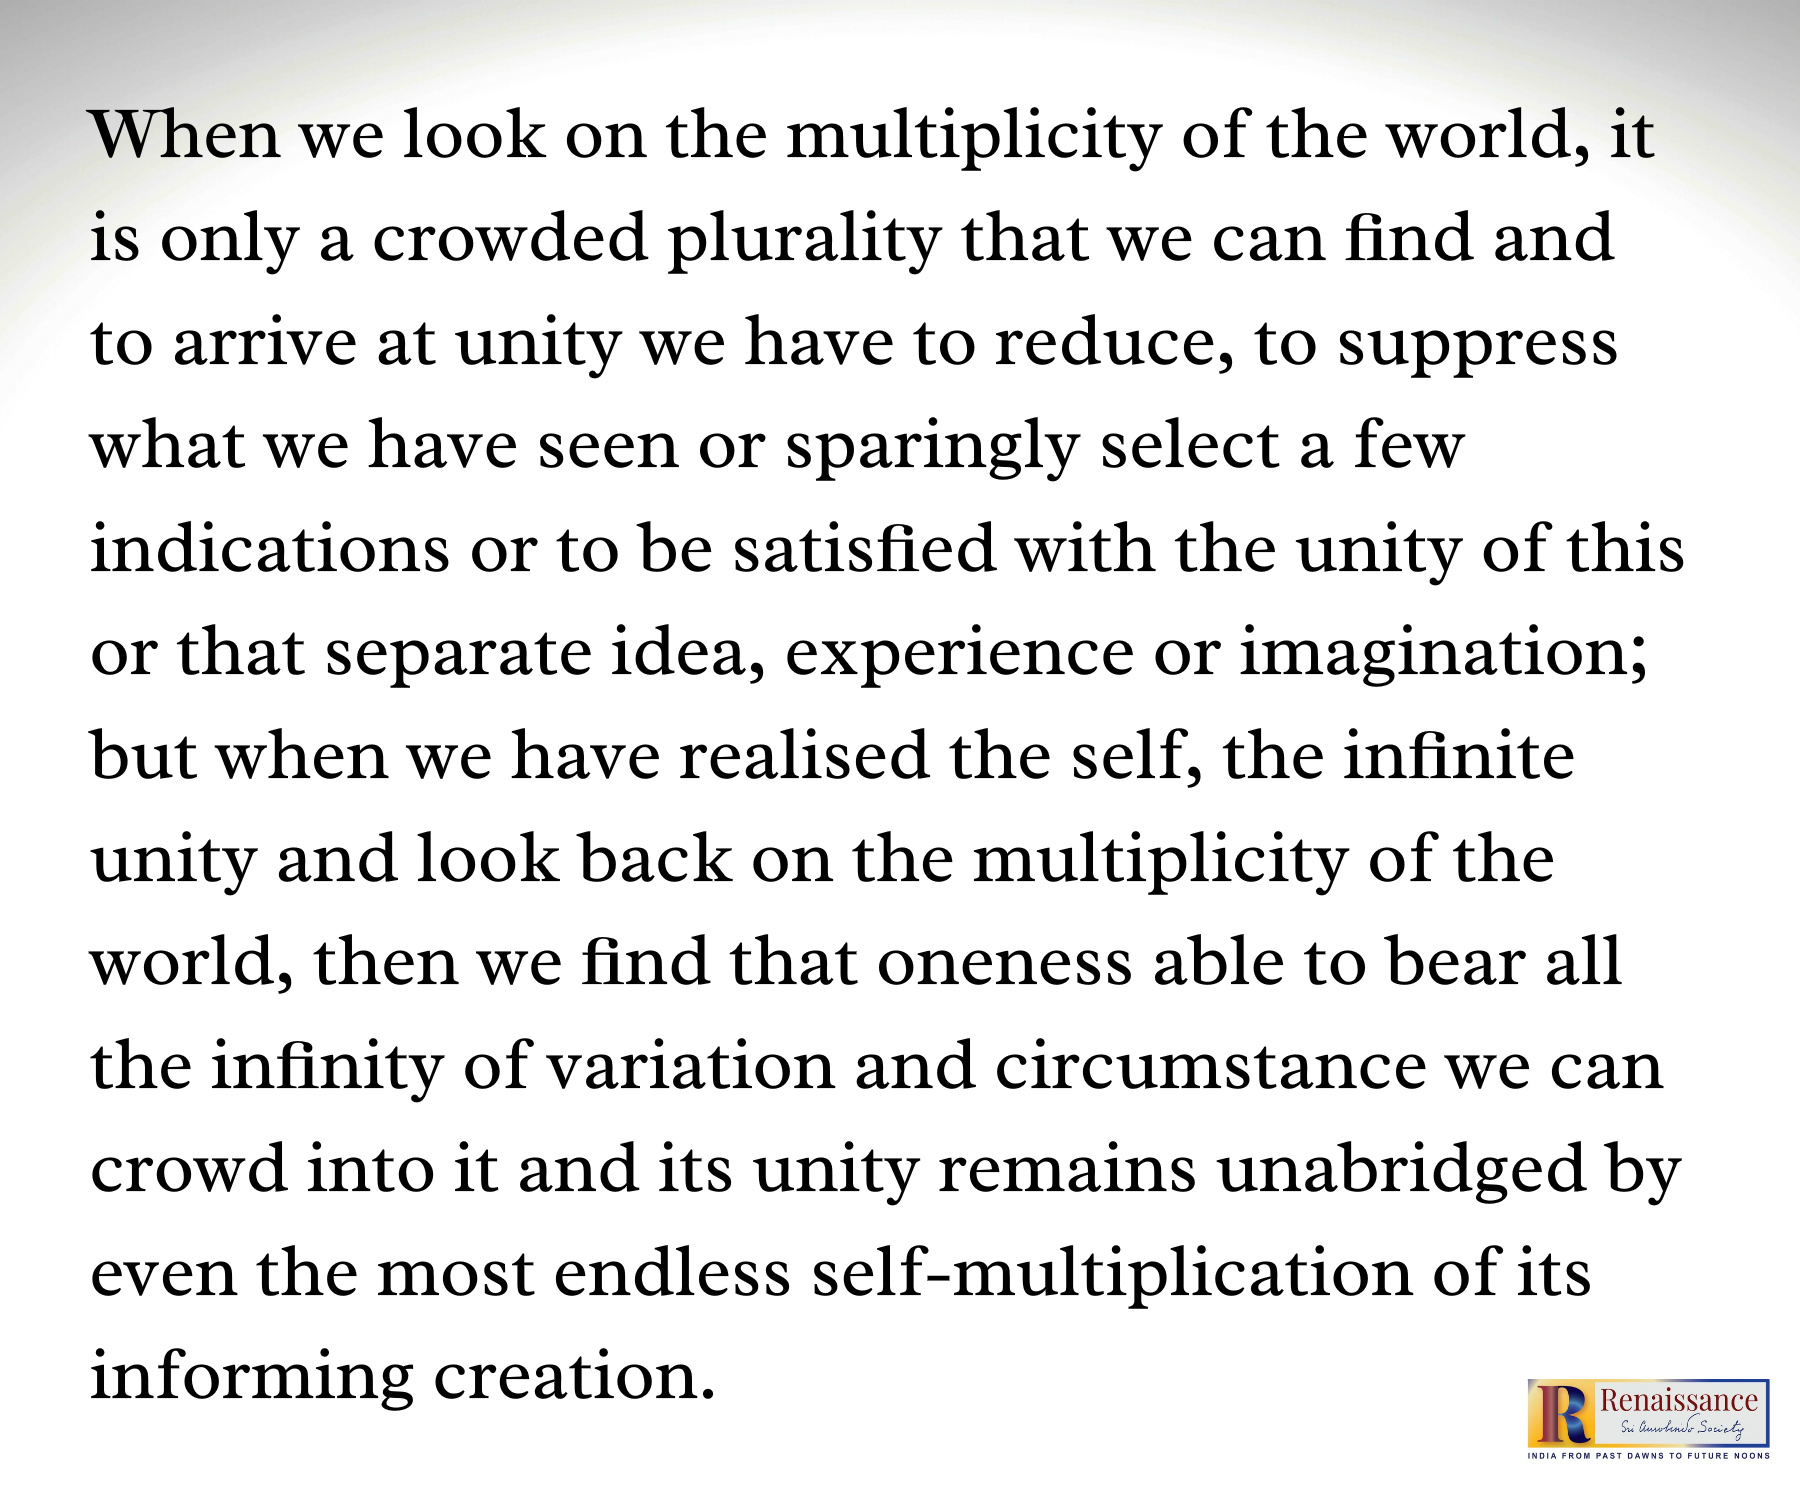 When we look on the multiplicity of the world, it
is only a crowded plurality that we can find and
to arrive at unity we have to reduce, to suppress
what we have seen or sparingly select a few
indications or to be satisfied with the unity of this
or that separate idea, experience or imagination;
but when we have realised the self, the infinite
unity and look back on the multiplicity of the
world, then we find that oneness able to bear all
the infinity of variation and circumstance we can
crowd into it and its unity remains unabridged by
even the most endless self-multiplication of its
informing creation.
R Renaissance
Sri Aurobindo Society
INDIA FROM PAST DAWNS TO FUTURE NOONS